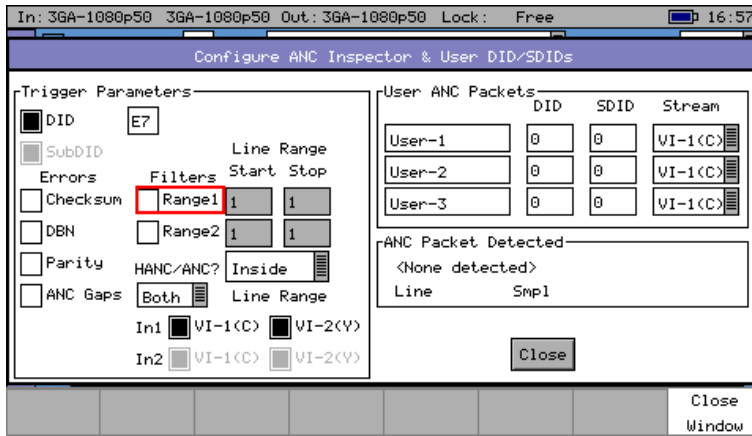 In: 3GA-1080p50 3GA-1080p50 Out: 3GA-1080p50 Lock: Free 16:57
Configure ANC Inspector & User DID/SDIDs
Trigger Parameters
DID E7
SubDID Line Range
Errors Filters Start Stop
Checksum Range1 1 1
DBN Range2 1 1
Parity HANC/ANC? Inside
ANC Gaps Both Line Range
In1 VI-1(C) VI-2(Y)
In2 VI-1(C) VI-2(Y)
User ANC Packets
DID SDID Stream
User-1 0 0 VI-1(C)
User-2 0 0 VI-1(C)
User-3 0 0 VI-1(C)
ANC Packet Detected
<None detected>
Line Smpl
Close
Close
Window